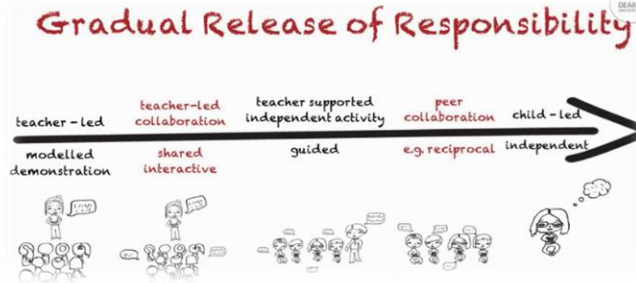 Gradual Release of Responsibility
teacher - led
teacher-led
collaboration
teacher supported
independent activity
peer
collaboration
child - led
modelled
demonstration
shared
interactive
guided
e.g. reciprocal
independent